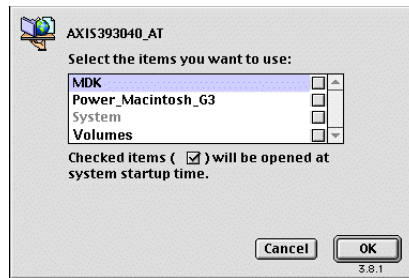 AXIS393040_AT
Select the items you want to use:
MDK
Power_Macintosh_G3
System
Volumes
Checked items ( ☑ ) will be opened at
system startup time.
Cancel OK
3.8.1